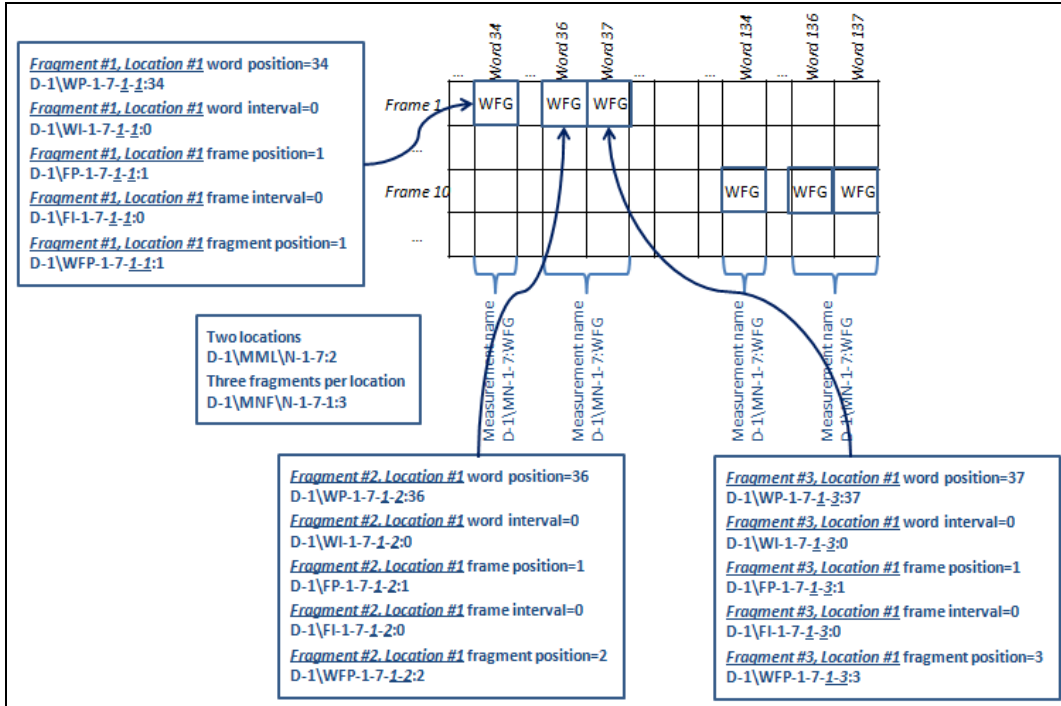 Fragment #1, Location #1 word position=34
D-1\WP-1-7-1-1:34
Fragment #1, Location #1 word interval=0
D-1\WI-1-7-1-1:0
Fragment #1, Location #1 frame position=1
D-1\FP-1-7-1-1:1
Fragment #1, Location #1 frame interval=0
D-1\FI-1-7-1-1:0
Fragment #1, Location #1 fragment position=1
D-1\WFP-1-7-1-1:1
... Word 34 ... Word 36 Word 37 ... ... Word 134 ... Word 136 Word 137
Frame 1 WFG WFG WFG
...
Frame 10 WFG WFG WFG
...
Two locations
D-1\MML\N-1-7:2
Three fragments per location
D-1\MNF\N-1-7-1:3
Measurement name
D-1\MN-1-7:WFG
Measurement name
D-1\MN-1-7:WFG
Measurement name
D-1\MN-1-7:WFG
Measurement name
D-1\MN-1-7:WFG
Fragment #2, Location #1 word position=36
D-1\WP-1-7-1-2:36
Fragment #2, Location #1 word interval=0
D-1\WI-1-7-1-2:0
Fragment #2, Location #1 frame position=1
D-1\FP-1-7-1-2:1
Fragment #2, Location #1 frame interval=0
D-1\FI-1-7-1-2:0
Fragment #2, Location #1 fragment position=2
D-1\WFP-1-7-1-2:2
Fragment #3, Location #1 word position=37
D-1\WP-1-7-1-3:37
Fragment #3, Location #1 word interval=0
D-1\WI-1-7-1-3:0
Fragment #3, Location #1 frame position=1
D-1\FP-1-7-1-3:1
Fragment #3, Location #1 frame interval=0
D-1\FI-1-7-1-3:0
Fragment #3, Location #1 fragment position=3
D-1\WFP-1-7-1-3:3